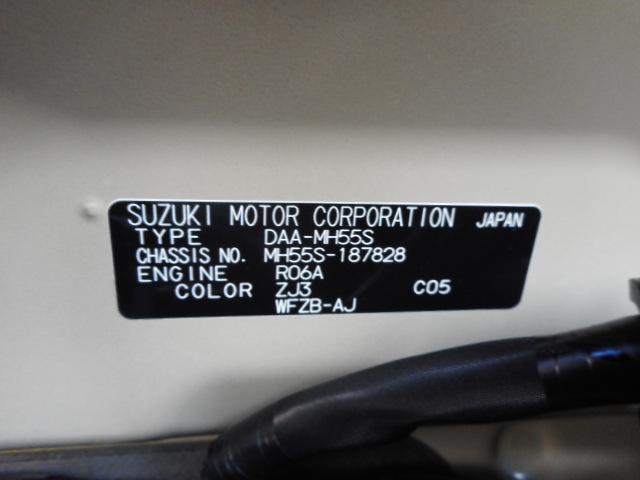 SUZUKI MOTOR CORPORATION JAPAN
TYPE DAA-MH55S
CHASSIS NO. MH55S-187828
ENGINE R06A
COLOR ZJ3 C05
WFZB-AJ